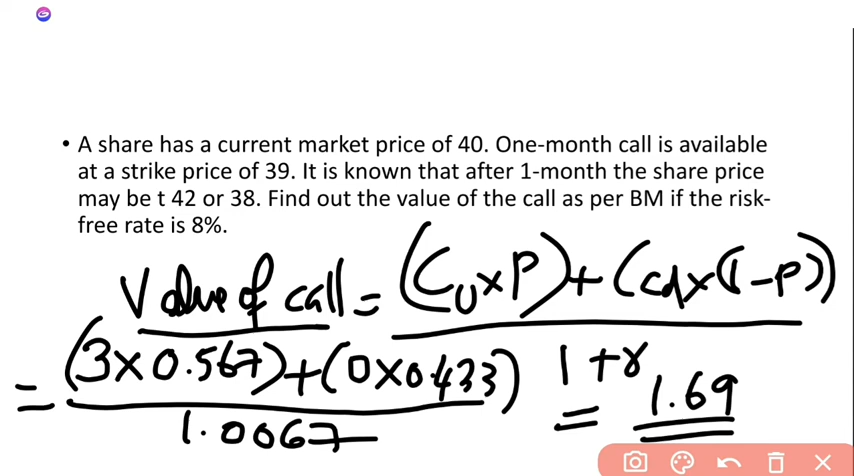 • A share has a current market price of 40. One-month call is available
at a strike price of 39. It is known that after 1-month the share price
may be t 42 or 38. Find out the value of the call as per BM if the risk-
free rate is 8%.
Value of call = (Cu x P) + (cd x (1-P))
1 + r
= (3 x 0.567) + (0 x 0.433)
1.0067
= 1.69